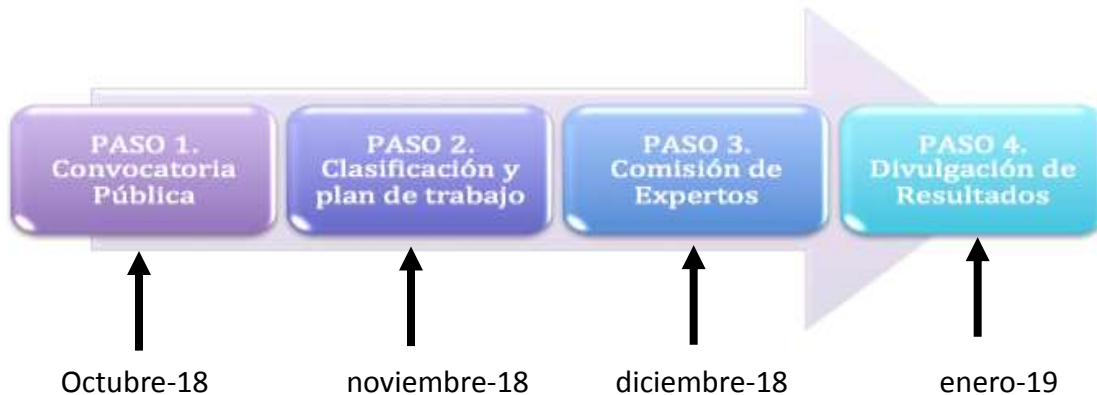 PASO 1.
Convocatoria
Pública
PASO 2.
Clasificación y
plan de trabajo
PASO 3.
Comisión de
Expertos
PASO 4.
Divulgación de
Resultados
Octubre-18
noviembre-18
diciembre-18
enero-19